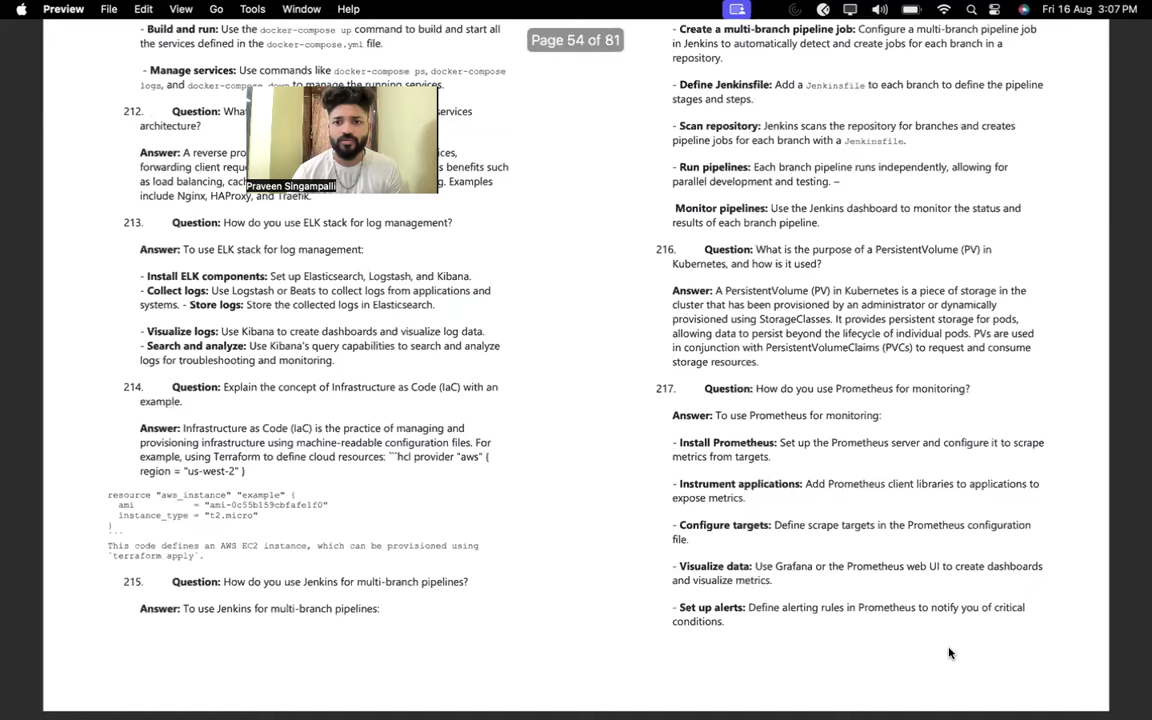 Preview File Edit View Go Tools Window Help Fri 16 Aug 3:07 PM
Page 54 of 81
- Build and run: Use the docker-compose up command to build and start all
the services defined in the docker-compose.yml file.
- Manage services: Use commands like docker-compose ps, docker-compose
logs, and docker-compose down to manage the running services.
212. Question: What services
architecture?
Answer: A reverse pro ices,
forwarding client reque s benefits such
as load balancing, cac g. Examples
include Nginx, HAProxy, and Traefik.
Praveen Singampalli
213. Question: How do you use ELK stack for log management?
Answer: To use ELK stack for log management:
- Install ELK components: Set up Elasticsearch, Logstash, and Kibana.
- Collect logs: Use Logstash or Beats to collect logs from applications and
systems. - Store logs: Store the collected logs in Elasticsearch.
- Visualize logs: Use Kibana to create dashboards and visualize log data.
- Search and analyze: Use Kibana's query capabilities to search and analyze
logs for troubleshooting and monitoring.
214. Question: Explain the concept of Infrastructure as Code (IaC) with an
example.
Answer: Infrastructure as Code (IaC) is the practice of managing and
provisioning infrastructure using machine-readable configuration files. For
example, using Terraform to define cloud resources: ```hcl provider "aws" {
region = "us-west-2" }
resource "aws_instance" "example" {
ami = "ami-0c55b159cbfafe1f0"
instance_type = "t2.micro"
}
```
This code defines an AWS EC2 instance, which can be provisioned using
`terraform apply`.
215. Question: How do you use Jenkins for multi-branch pipelines?
Answer: To use Jenkins for multi-branch pipelines:
- Create a multi-branch pipeline job: Configure a multi-branch pipeline job
in Jenkins to automatically detect and create jobs for each branch in a
repository.
- Define Jenkinsfile: Add a Jenkinsfile to each branch to define the pipeline
stages and steps.
- Scan repository: Jenkins scans the repository for branches and creates
pipeline jobs for each branch with a Jenkinsfile.
- Run pipelines: Each branch pipeline runs independently, allowing for
parallel development and testing. –
Monitor pipelines: Use the Jenkins dashboard to monitor the status and
results of each branch pipeline.
216. Question: What is the purpose of a PersistentVolume (PV) in
Kubernetes, and how is it used?
Answer: A PersistentVolume (PV) in Kubernetes is a piece of storage in the
cluster that has been provisioned by an administrator or dynamically
provisioned using StorageClasses. It provides persistent storage for pods,
allowing data to persist beyond the lifecycle of individual pods. PVs are used
in conjunction with PersistentVolumeClaims (PVCs) to request and consume
storage resources.
217. Question: How do you use Prometheus for monitoring?
Answer: To use Prometheus for monitoring:
- Install Prometheus: Set up the Prometheus server and configure it to scrape
metrics from targets.
- Instrument applications: Add Prometheus client libraries to applications to
expose metrics.
- Configure targets: Define scrape targets in the Prometheus configuration
file.
- Visualize data: Use Grafana or the Prometheus web UI to create dashboards
and visualize metrics.
- Set up alerts: Define alerting rules in Prometheus to notify you of critical
conditions.